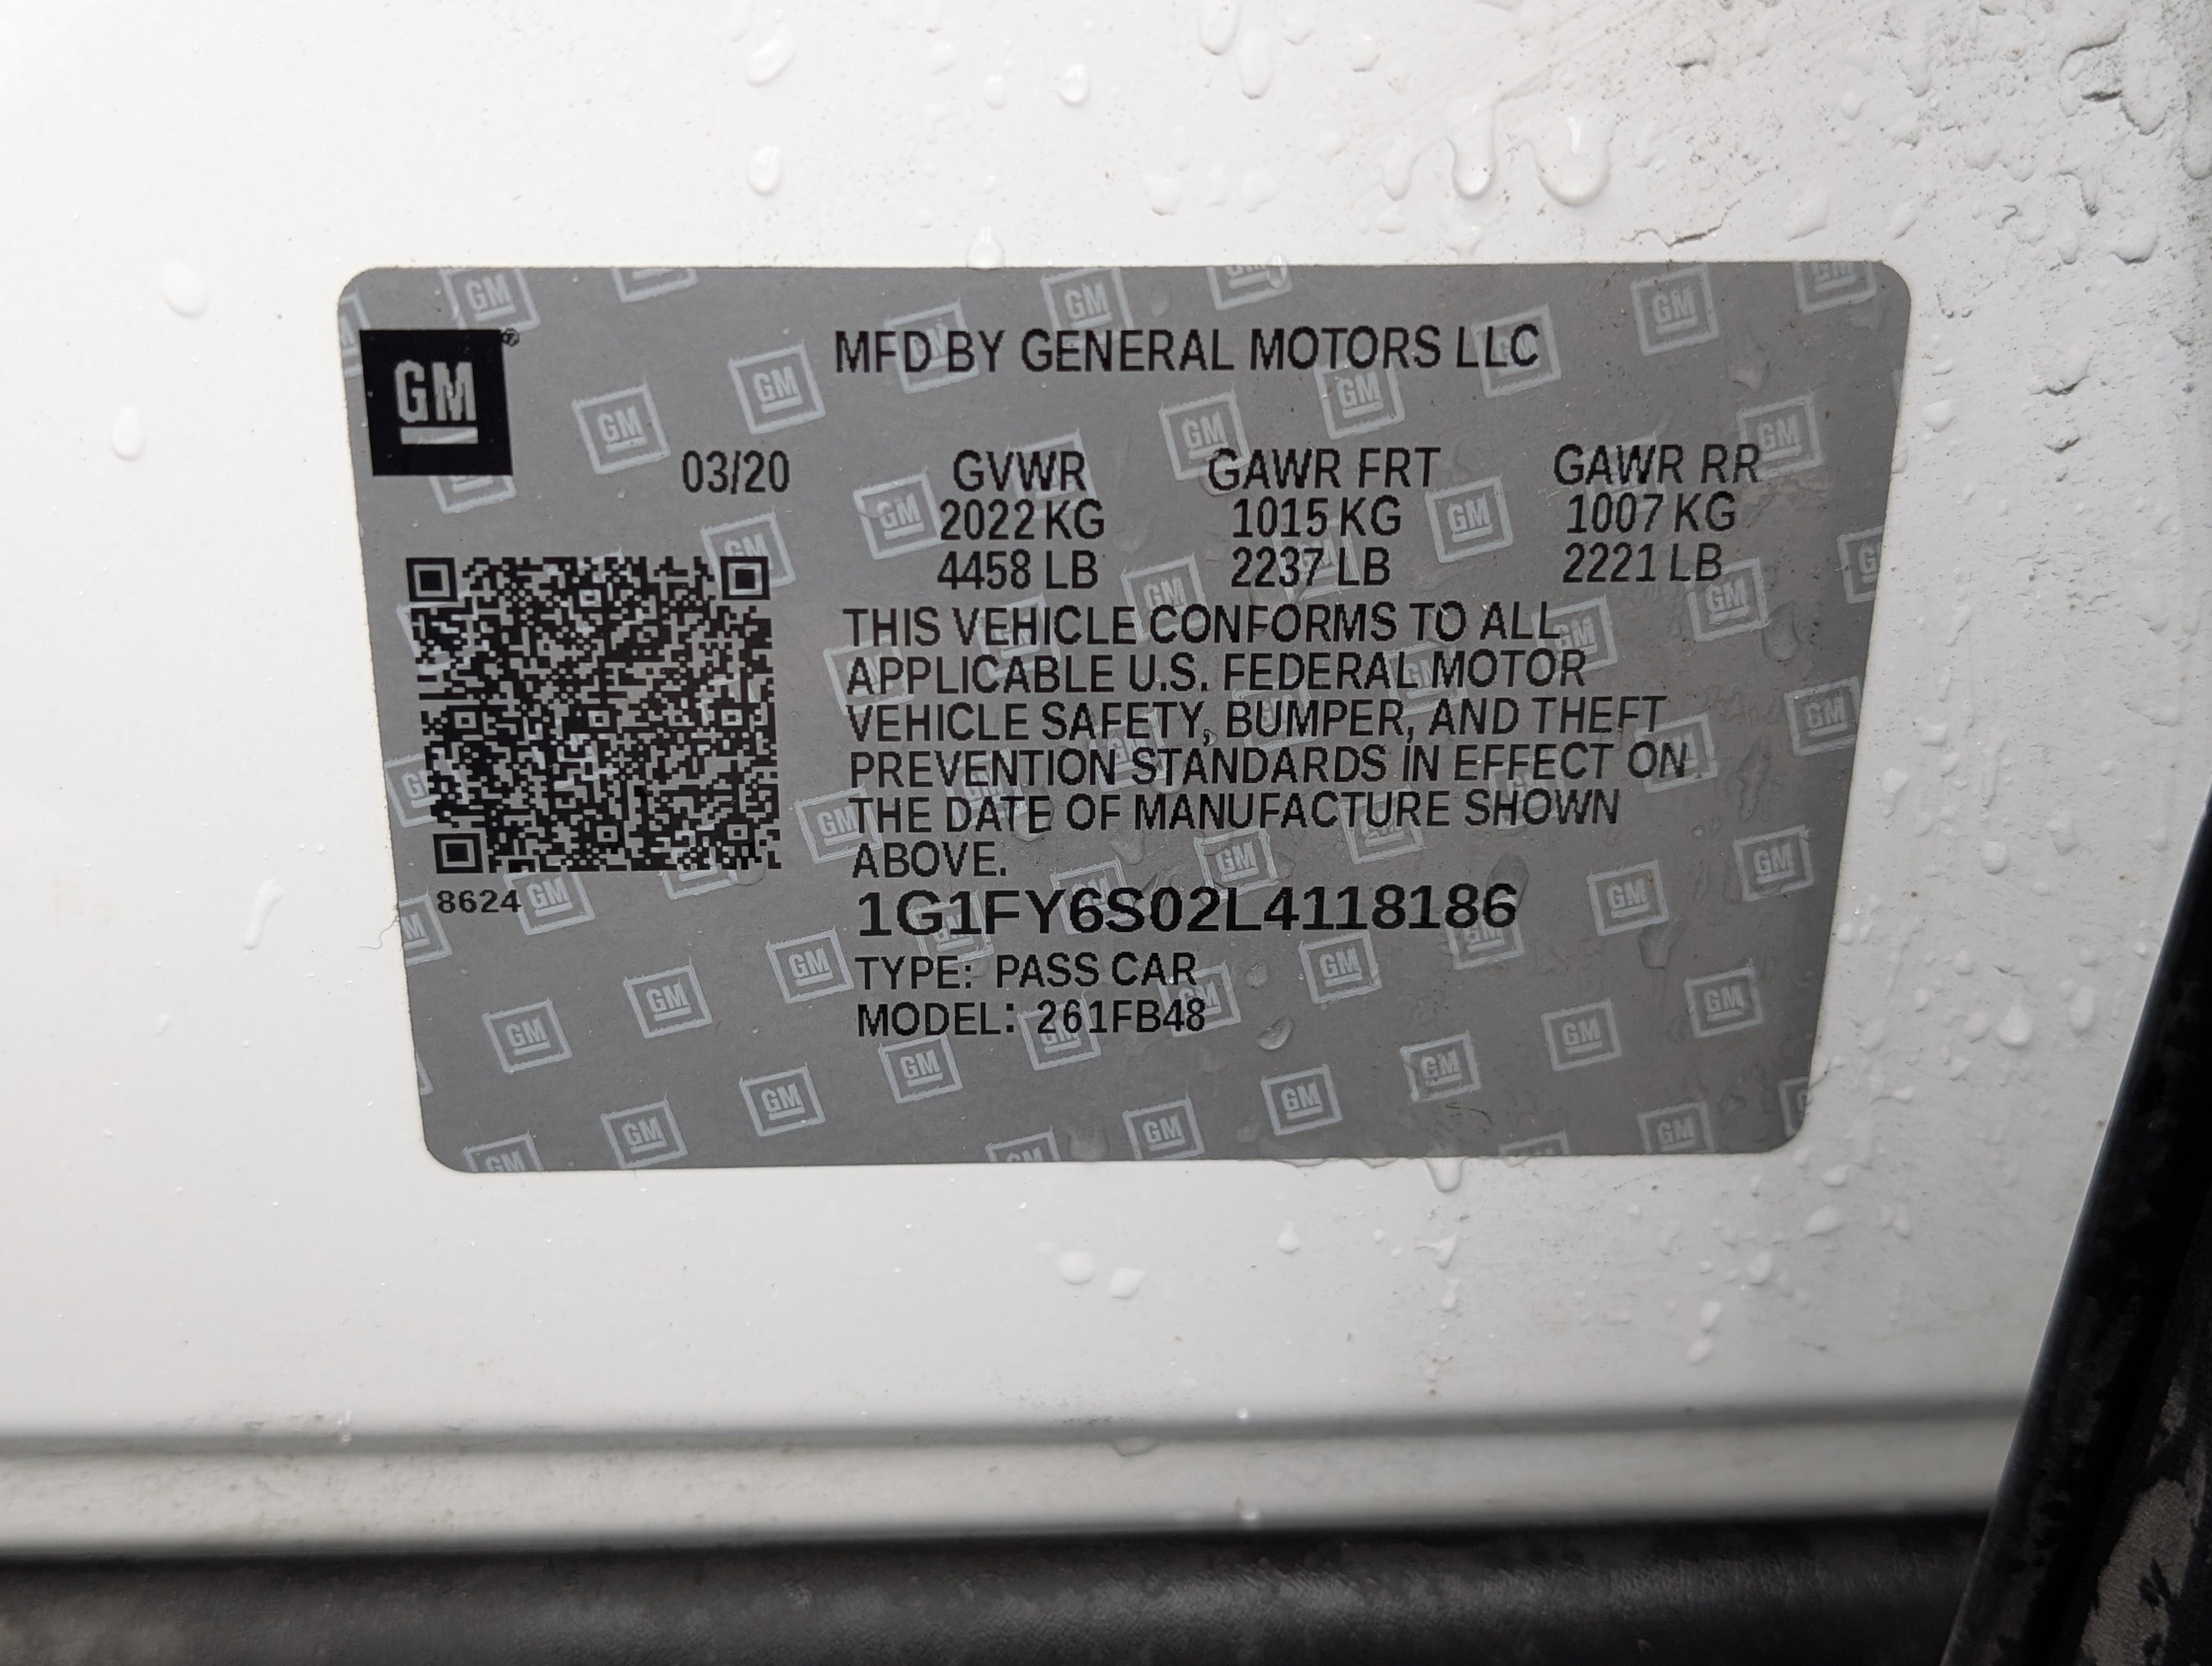 GM
MFD BY GENERAL MOTORS LLC
03/20 GVWR GAWR FRT GAWR RR
2022 KG 1015 KG 1007 KG
4458 LB 2237 LB 2221 LB
THIS VEHICLE CONFORMS TO ALL
APPLICABLE U.S. FEDERAL MOTOR
VEHICLE SAFETY, BUMPER, AND THEFT
PREVENTION STANDARDS IN EFFECT ON
THE DATE OF MANUFACTURE SHOWN
ABOVE.
8624
1G1FY6S02L4118186
TYPE: PASS CAR
MODEL: 261FB48